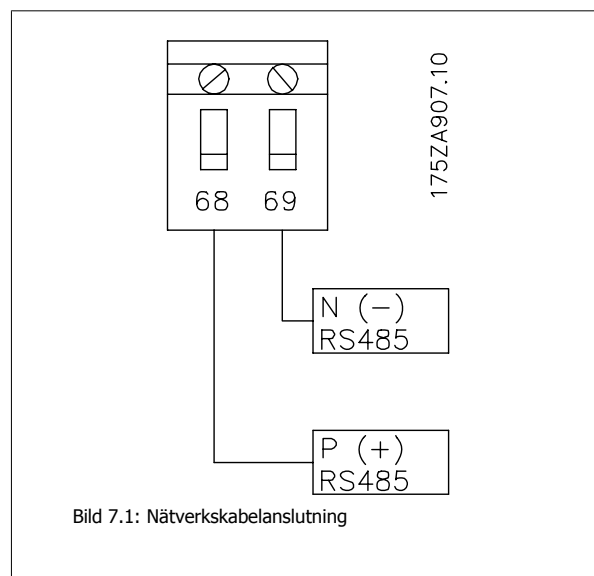 175ZA907.10
68 69
N (−)
RS485
P (+)
RS485
Bild 7.1: Nätverkskabelanslutning